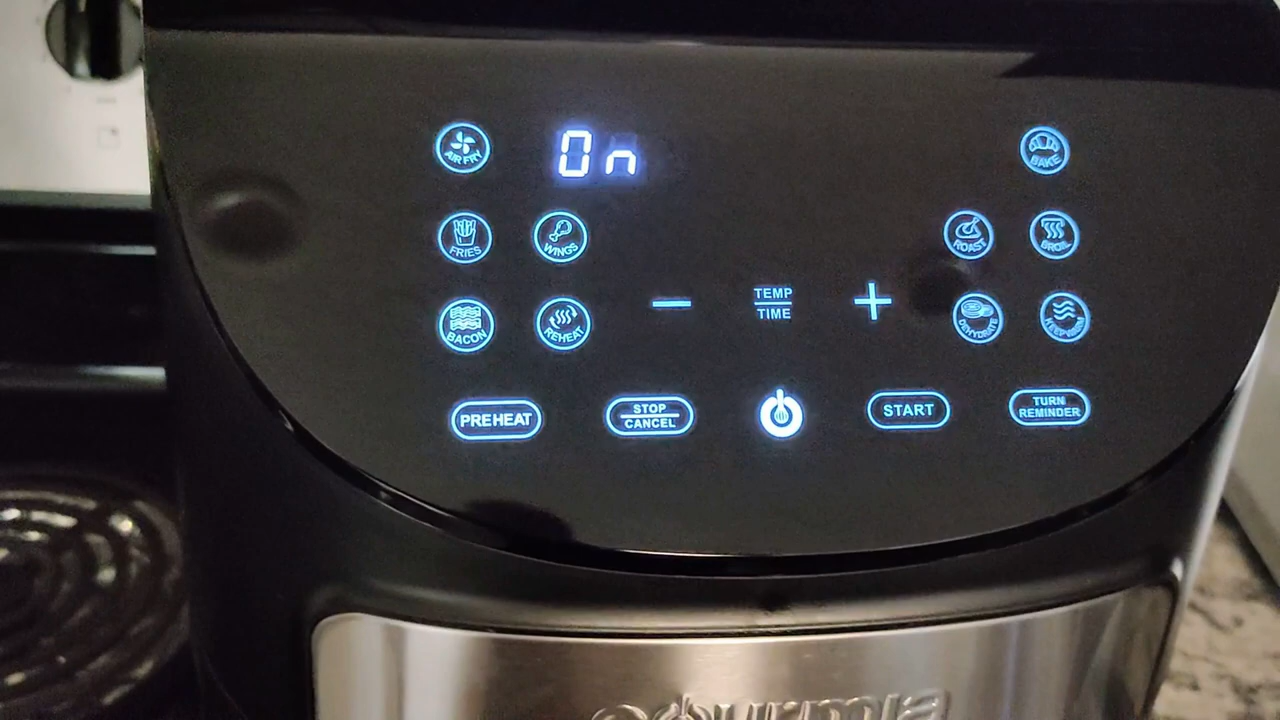 AIR FRY
On
BAKE
FRIES
WINGS
ROAST
BROIL
TEMP
TIME
BACON
REHEAT
DEHYDRATE
KEEP WARM
PREHEAT
STOP
CANCEL
START
TURN
REMINDER
gourmia